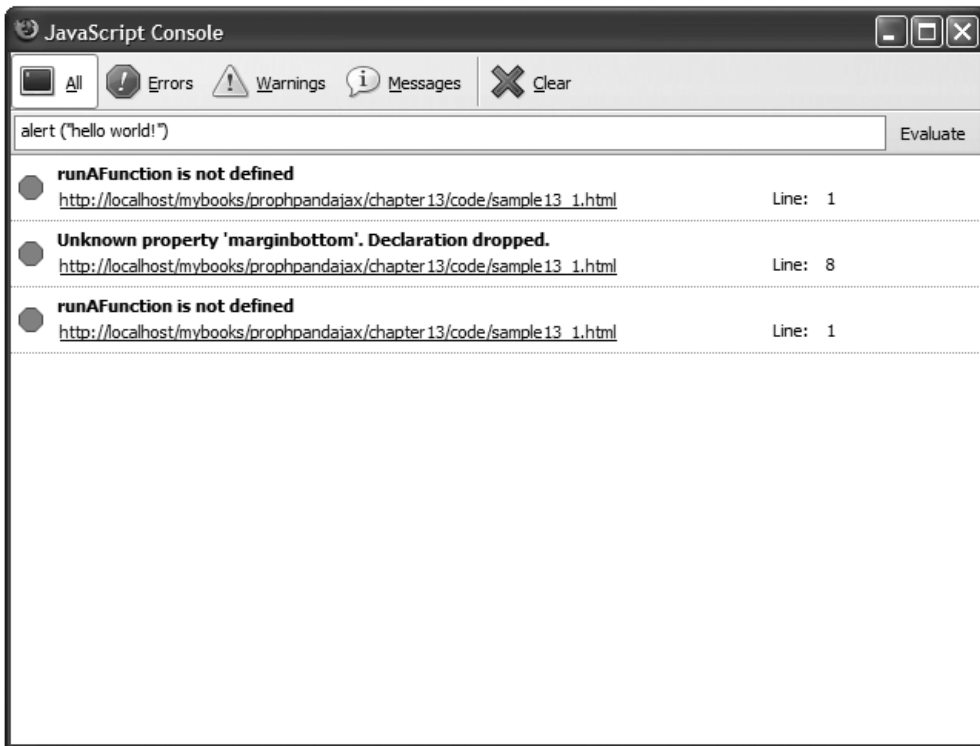 JavaScript Console
All Errors Warnings Messages Clear
alert ("hello world!") Evaluate
runAFunction is not defined
http://localhost/mybooks/prophpandajax/chapter13/code/sample13_1.html Line: 1
Unknown property 'marginbottom'. Declaration dropped.
http://localhost/mybooks/prophpandajax/chapter13/code/sample13_1.html Line: 8
runAFunction is not defined
http://localhost/mybooks/prophpandajax/chapter13/code/sample13_1.html Line: 1